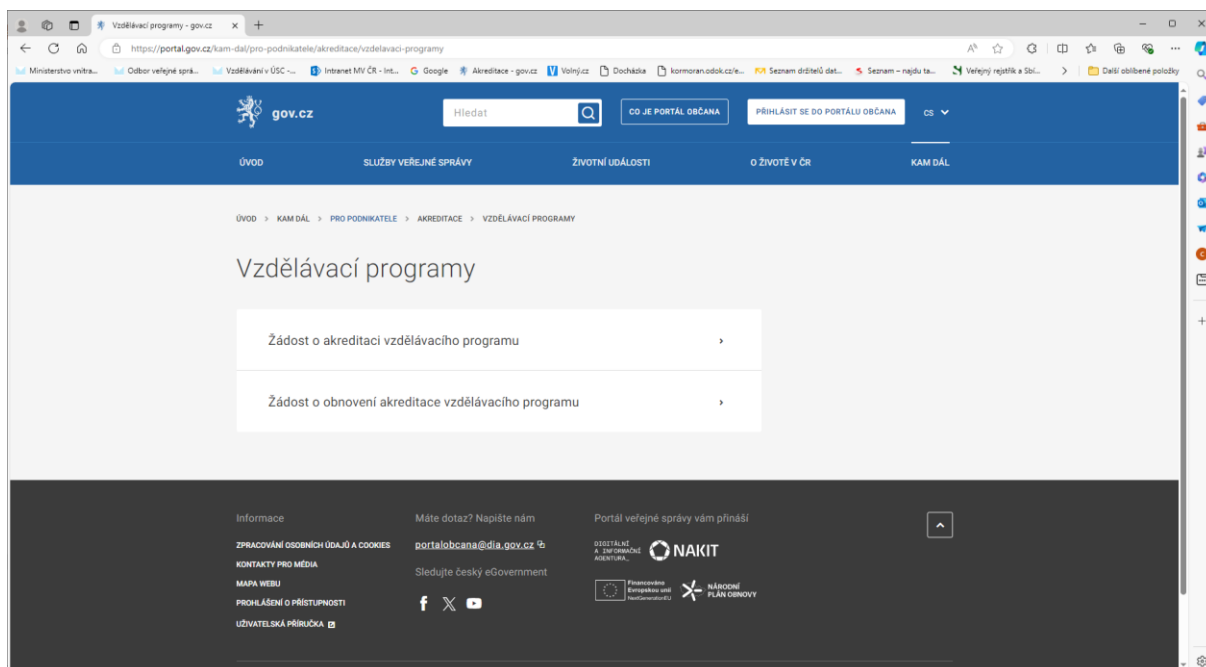 Vzdělávací programy - gov.cz
https://portal.gov.cz/kam-dal/pro-podnikatele/akreditace/vzdelavaci-programy
Ministerstvo vnitra... Odbor veřejné sprá... Vzdělávání v ÚSC -... Intranet MV ČR - Int... Google Akreditace - gov.cz Volný.cz Docházka kormoran.odok.cz/e... Seznam držitelů dat... Seznam – najdu ta... Veřejný rejstřík a Sbí... Další oblíbené položky
gov.cz Hledat CO JE PORTÁL OBČANA PŘIHLÁSIT SE DO PORTÁLU OBČANA CS
ÚVOD SLUŽBY VEŘEJNÉ SPRÁVY ŽIVOTNÍ UDÁLOSTI O ŽIVOTĚ V ČR KAM DÁL
ÚVOD > KAM DÁL > PRO PODNIKATELE > AKREDITACE > VZDĚLÁVACÍ PROGRAMY
Vzdělávací programy
Žádost o akreditaci vzdělávacího programu
Žádost o obnovení akreditace vzdělávacího programu
Informace
ZPRACOVÁNÍ OSOBNÍCH ÚDAJŮ A COOKIES
KONTAKTY PRO MÉDIA
MAPA WEBU
PROHLÁŠENÍ O PŘÍSTUPNOSTI
UŽIVATELSKÁ PŘÍRUČKA
Máte dotaz? Napište nám
portalobcana@dia.gov.cz
Sledujte český eGovernment
Portál veřejné správy vám přináší
DIGITÁLNÍ
A INFORMAČNÍ
AGENTURA_
NAKIT
Financováno
Evropskou unií
NextGenerationEU
NÁRODNÍ
PLÁN OBNOVY